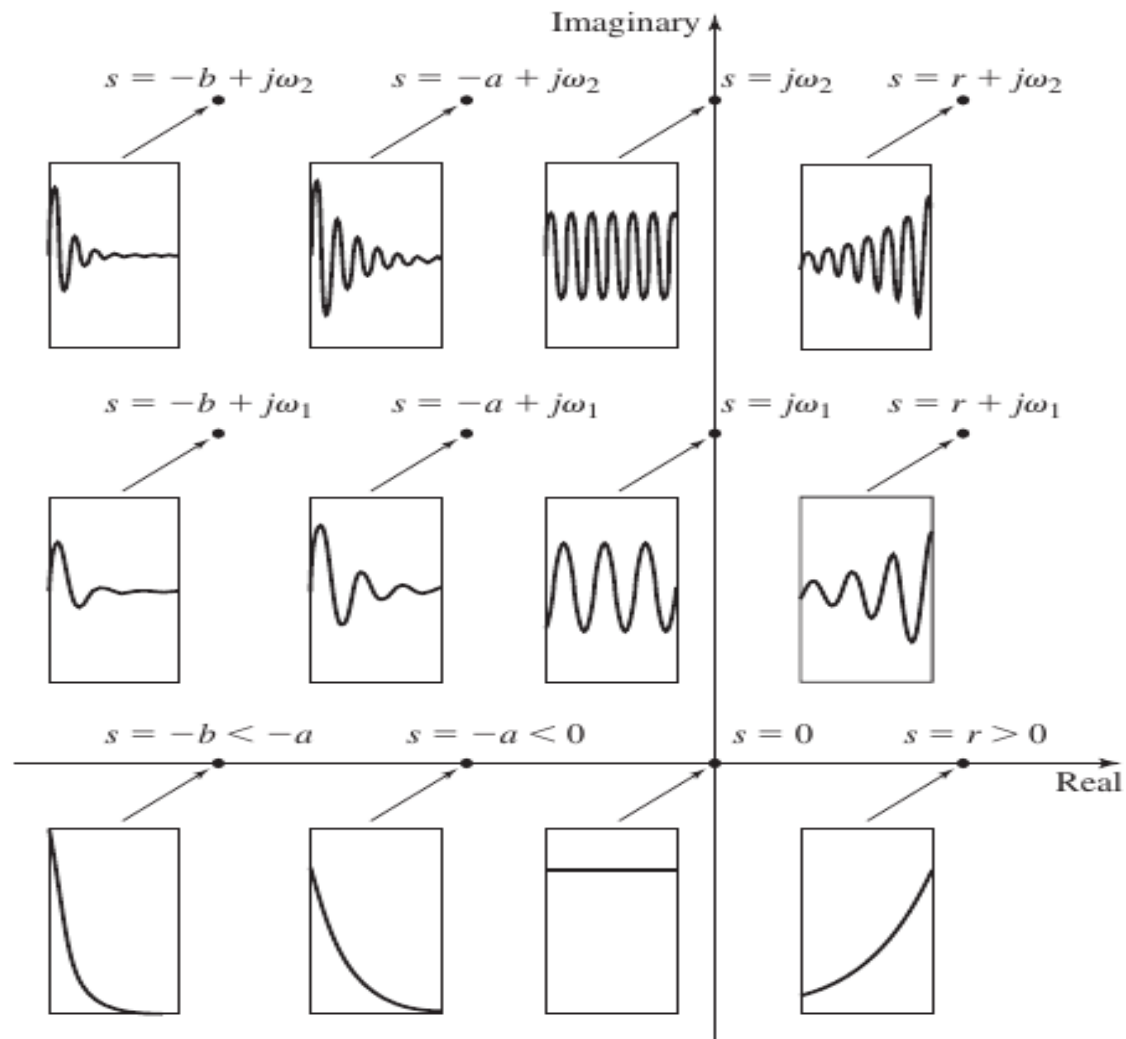 Imaginary
s = −b + jω₂ s = −a + jω₂ s = jω₂ s = r + jω₂
s = −b + jω₁ s = −a + jω₁ s = jω₁ s = r + jω₁
s = −b < −a s = −a < 0 s = 0 s = r > 0
Real